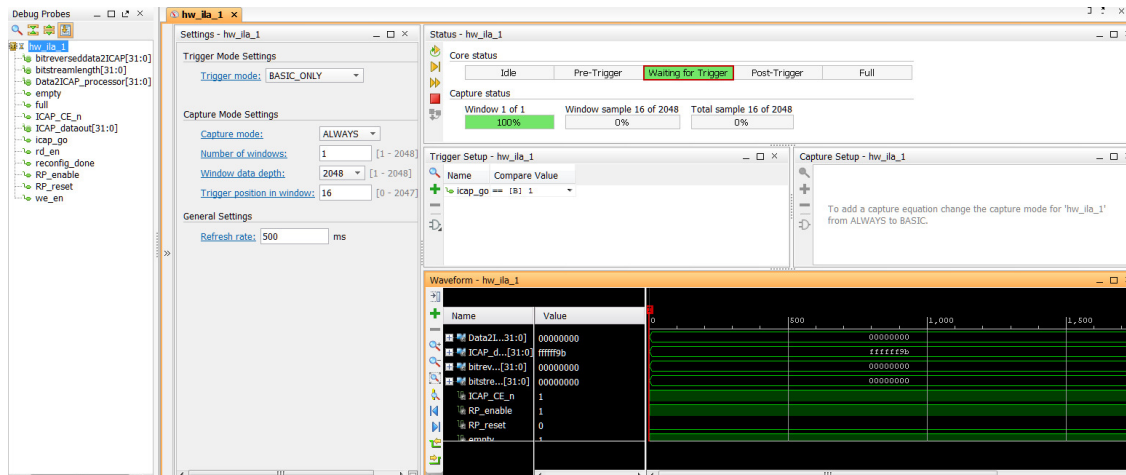 Debug Probes
hw_ila_1
bitreverseddata2ICAP[31:0]
bitstreamlength[31:0]
Data2ICAP_processor[31:0]
empty
full
ICAP_CE_n
ICAP_dataout[31:0]
icap_go
rd_en
reconfig_done
RP_enable
RP_reset
we_en
hw_ila_1
Settings - hw_ila_1
Trigger Mode Settings
Trigger mode: BASIC_ONLY
Capture Mode Settings
Capture mode: ALWAYS
Number of windows: 1 [1 - 2048]
Window data depth: 2048 [1 - 2048]
Trigger position in window: 16 [0 - 2047]
General Settings
Refresh rate: 500 ms
Status - hw_ila_1
Core status
Idle Pre-Trigger Waiting for Trigger Post-Trigger Full
Capture status
Window 1 of 1 Window sample 16 of 2048 Total sample 16 of 2048
100% 0% 0%
Trigger Setup - hw_ila_1
Name Compare Value
icap_go == [B] 1
Capture Setup - hw_ila_1
To add a capture equation change the capture mode for 'hw_ila_1'
from ALWAYS to BASIC.
Waveform - hw_ila_1
Name Value
0 500 1,000 1,500
Data2I...31:0] 00000000 00000000
ICAP_d...[31:0] ffffff9b ffffff9b
bitrev...[31:0] 00000000 00000000
bitstre...[31:0] 00000000 00000000
ICAP_CE_n 1
RP_enable 1
RP_reset 0
empty 1